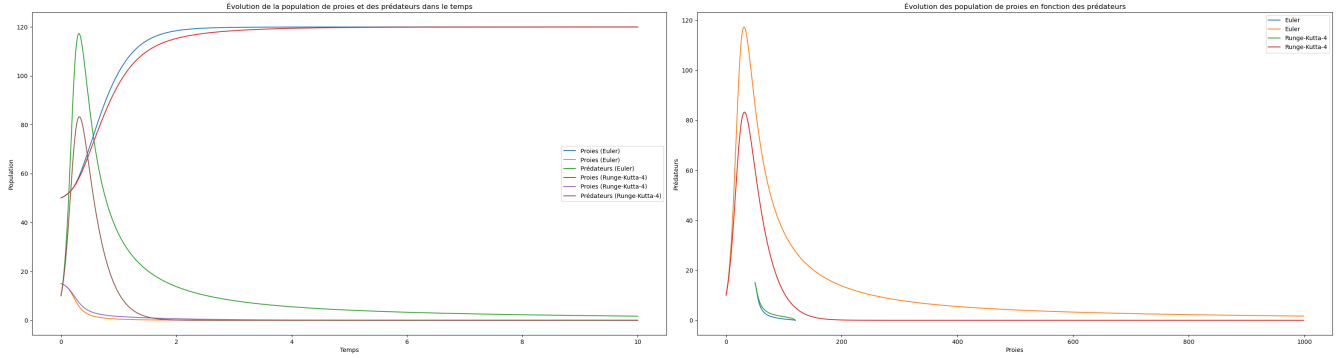 Évolution de la population de proies et des prédateurs dans le temps
120
100
80
60
40
20
0
Population
0
2
4
6
8
10
Temps
Proies (Euler)
Proies (Euler)
Prédateurs (Euler)
Proies (Runge-Kutta-4)
Proies (Runge-Kutta-4)
Prédateurs (Runge-Kutta-4)
Évolution des population de proies en fonction des prédateurs
120
100
80
60
40
20
0
Prédateurs
0
200
400
600
800
1000
Proies
Euler
Euler
Runge-Kutta-4
Runge-Kutta-4